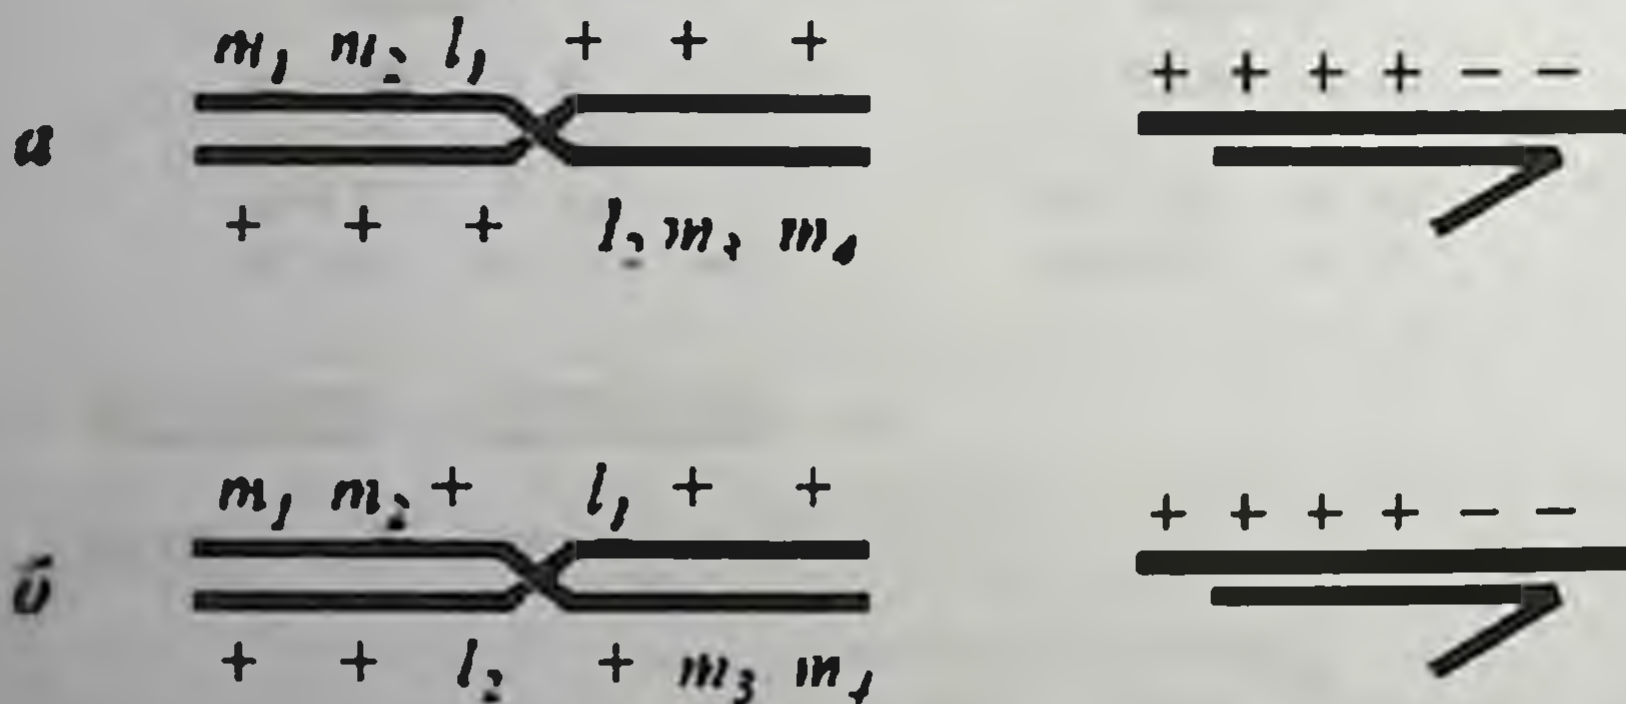 m₁ m₂ l₁ + + +
+ + + + − −
а
+ + + l₂ m₃ m₄
m₁ m₂ + l₁ + +
+ + + + − −
б
+ + l₂ + m₃ m₄